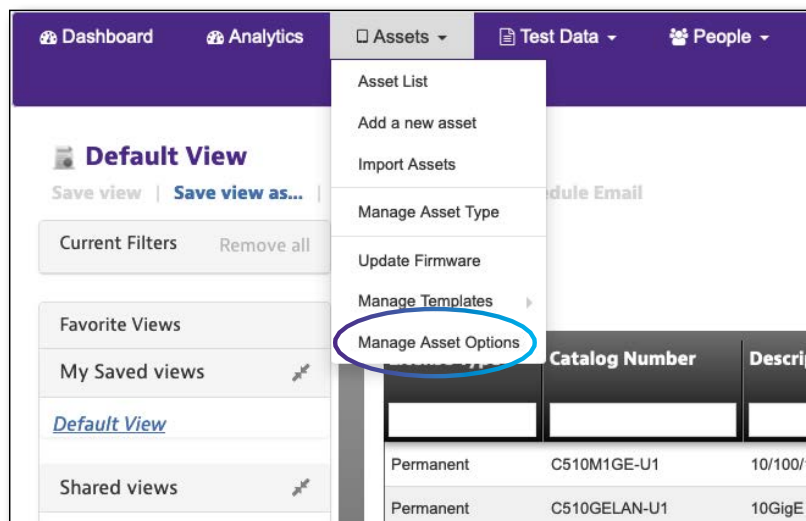 Dashboard Analytics Assets Test Data People
Asset List
Add a new asset
Import Assets
Manage Asset Type
Update Firmware
Manage Templates
Manage Asset Options
Default View
Save view | Save view as... |
Email
Current Filters Remove all
Favorite Views
My Saved views
Default View
Shared views
Catalog Number
Permanent C510M1GE-U1 10/100/
Permanent C510GELAN-U1 10GigE